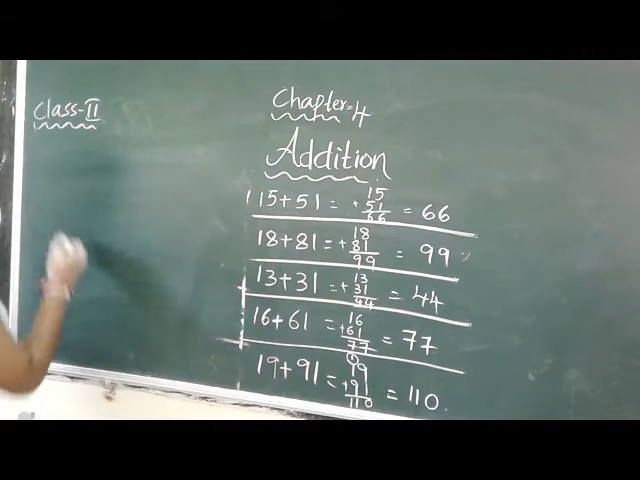 Class-II
Chapter-4
Addition
15+51= +15 51 66 = 66
18+81= +18 81 99 = 99
13+31= +13 31 44 = 44
16+61= 16 +61 77 = 77
19+91= 1 19 +91 110 = 110